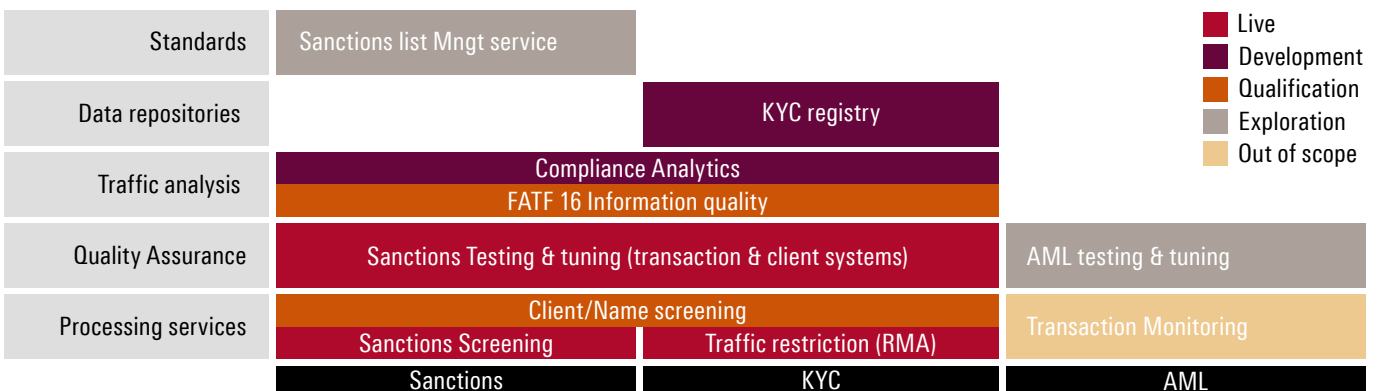 Standards
Sanctions list Mngt service
Live
Development
Qualification
Exploration
Out of scope
Data repositories
KYC registry
Traffic analysis
Compliance Analytics
FATF 16 Information quality
Quality Assurance
Sanctions Testing & tuning (transaction & client systems)
AML testing & tuning
Processing services
Client/Name screening
Sanctions Screening
Traffic restriction (RMA)
Transaction Monitoring
Sanctions
KYC
AML